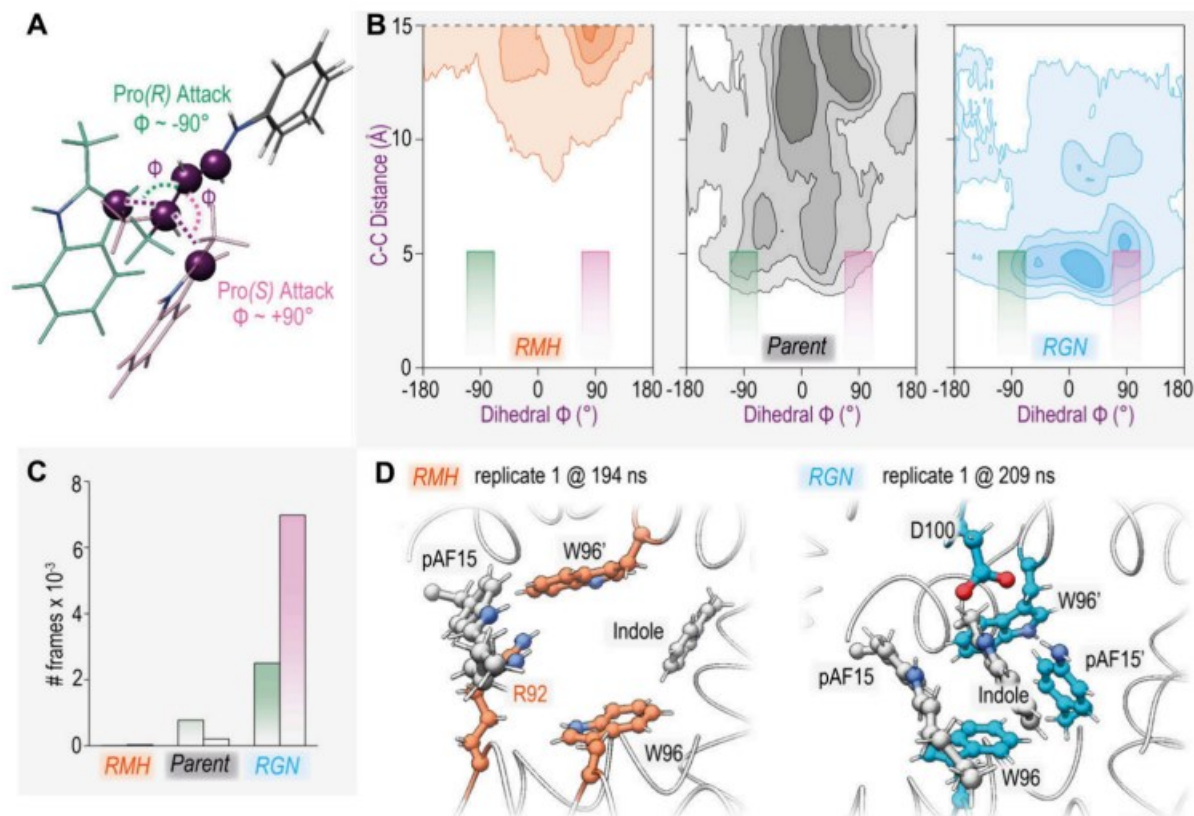 A
Pro(R) Attack
Φ ~ -90°
Φ
Φ
Pro(S) Attack
Φ ~ +90°
B
C-C Distance (Å)
15
10
5
0
RMH
Parent
RGN
-180 -90 0 90 180
-180 -90 0 90 180
-180 -90 0 90 180
Dihedral Φ (°)
Dihedral Φ (°)
Dihedral Φ (°)
C
# frames x 10⁻³
8
6
4
2
0
RMH Parent RGN
D
RMH replicate 1 @ 194 ns
pAF15
W96'
Indole
R92
W96
RGN replicate 1 @ 209 ns
D100
W96'
pAF15
pAF15'
Indole
W96